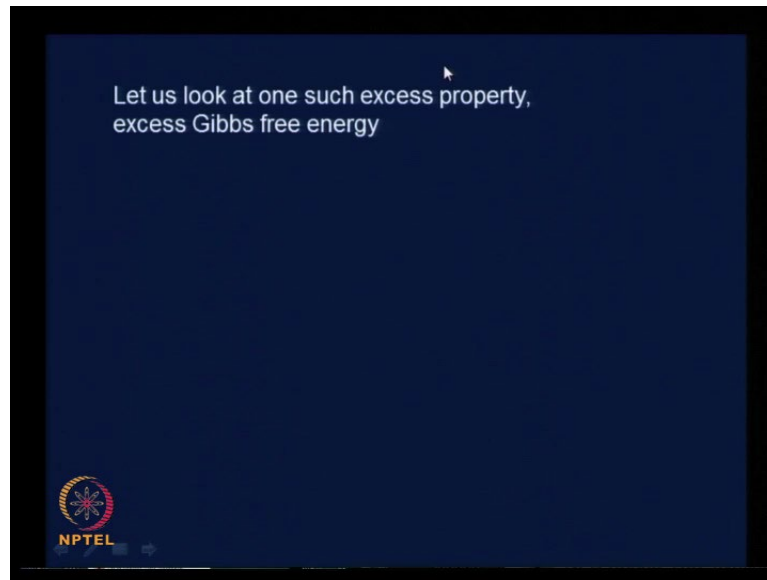 Let us look at one such excess property,
excess Gibbs free energy
NPTEL